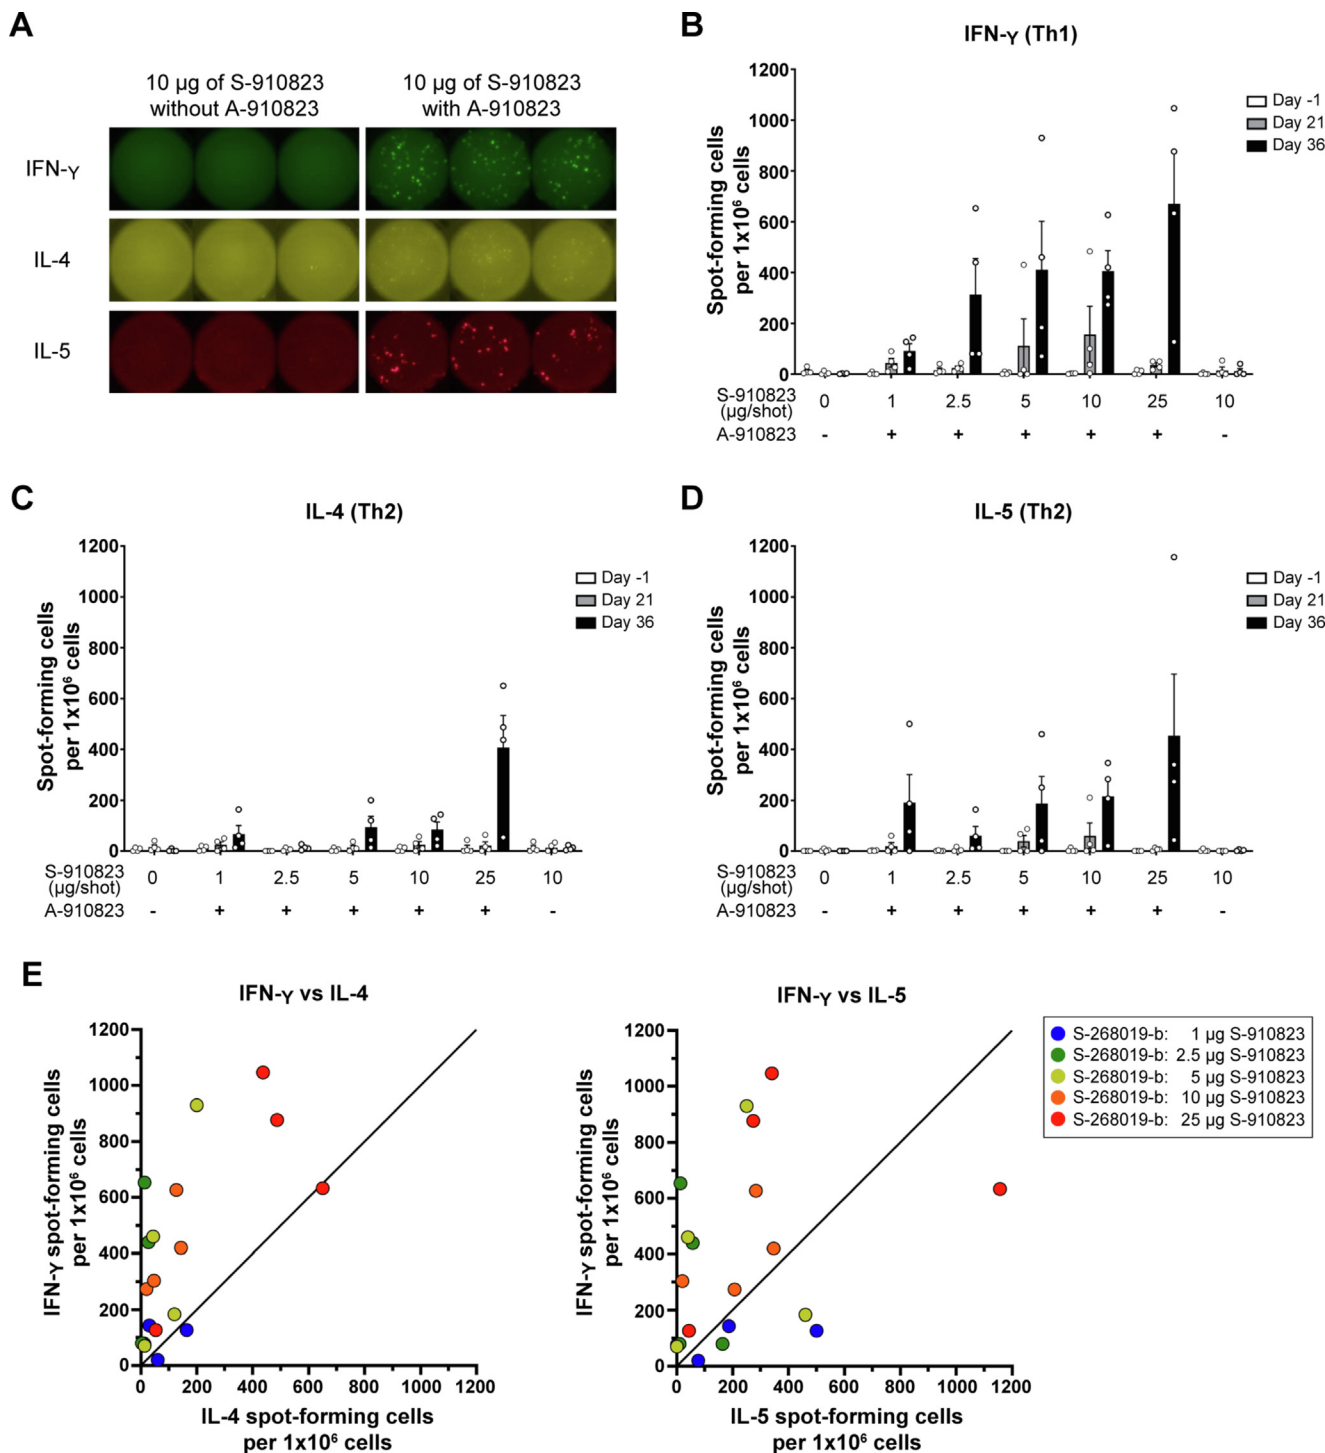 A
10 µg of S-910823 without A-910823
10 µg of S-910823 with A-910823
IFN-γ
IL-4
IL-5
B
IFN-γ (Th1)
Spot-forming cells
per 1x10⁶ cells
1200
1000
800
600
400
200
0
Day -1
Day 21
Day 36
S-910823 (µg/shot) 0 1 2.5 5 10 25 10
A-910823 - + + + + + -
C
IL-4 (Th2)
Spot-forming cells
per 1x10⁶ cells
1200
1000
800
600
400
200
0
Day -1
Day 21
Day 36
S-910823 (µg/shot) 0 1 2.5 5 10 25 10
A-910823 - + + + + + -
D
IL-5 (Th2)
Spot-forming cells
per 1x10⁶ cells
1200
1000
800
600
400
200
0
Day -1
Day 21
Day 36
S-910823 (µg/shot) 0 1 2.5 5 10 25 10
A-910823 - + + + + + -
E
IFN-γ vs IL-4
IFN-γ spot-forming cells
per 1x10⁶ cells
1200
1000
800
600
400
200
0
0 200 400 600 800 1000 1200
IL-4 spot-forming cells
per 1x10⁶ cells
IFN-γ vs IL-5
IFN-γ spot-forming cells
per 1x10⁶ cells
1200
1000
800
600
400
200
0
0 200 400 600 800 1000 1200
IL-5 spot-forming cells
per 1x10⁶ cells
S-268019-b: 1 µg S-910823
S-268019-b: 2.5 µg S-910823
S-268019-b: 5 µg S-910823
S-268019-b: 10 µg S-910823
S-268019-b: 25 µg S-910823